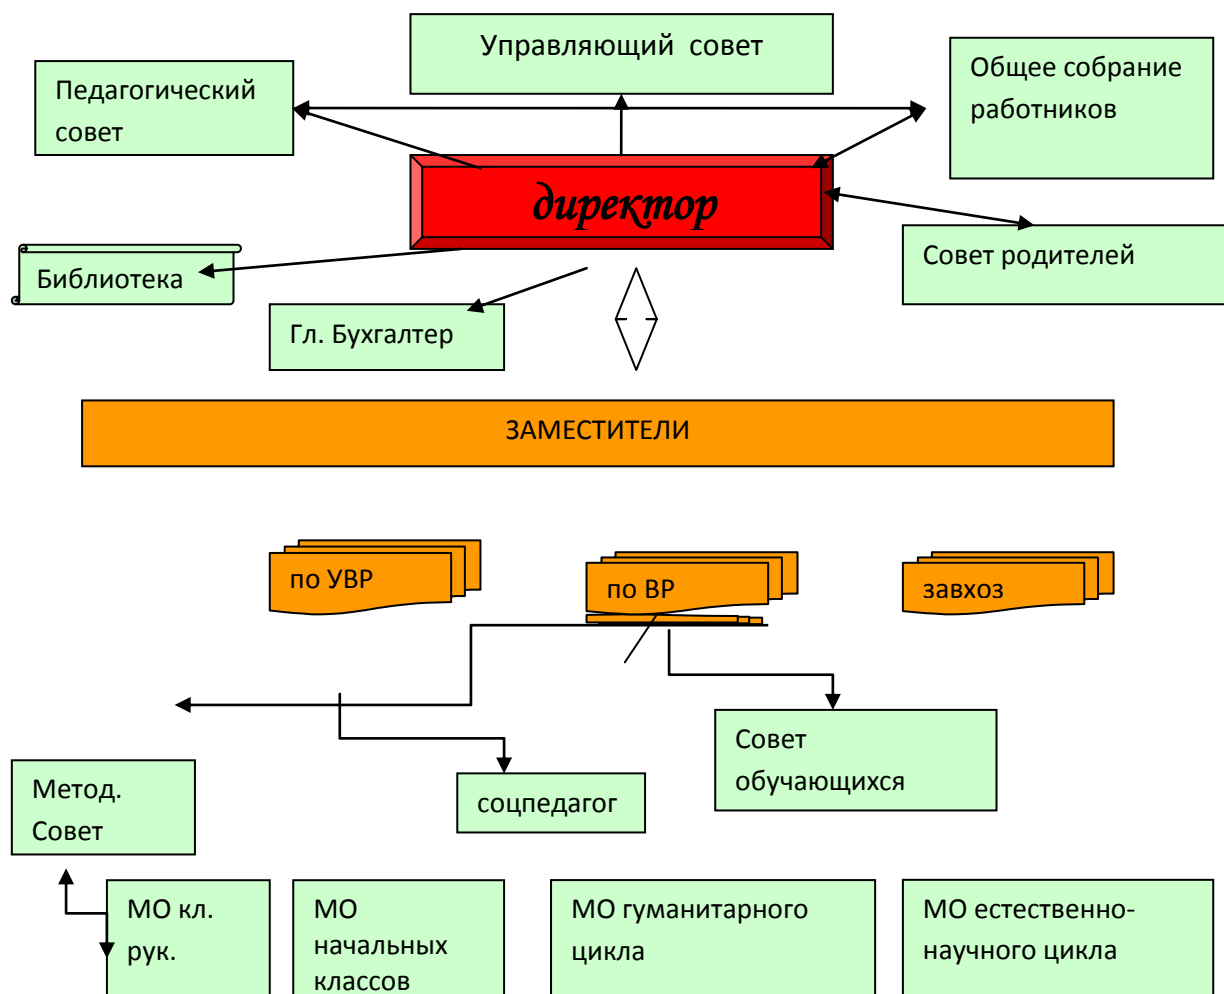 Управляющий совет
Педагогический
совет
Общее собрание
работников
директор
Совет родителей
Библиотека
Гл. Бухгалтер
ЗАМЕСТИТЕЛИ
по УВР
по ВР
завхоз
Совет
обучающихся
Метод.
Совет
соцпедагог
МО кл.
рук.
МО
начальных
классов
МО гуманитарного
цикла
МО естественно-
научного цикла